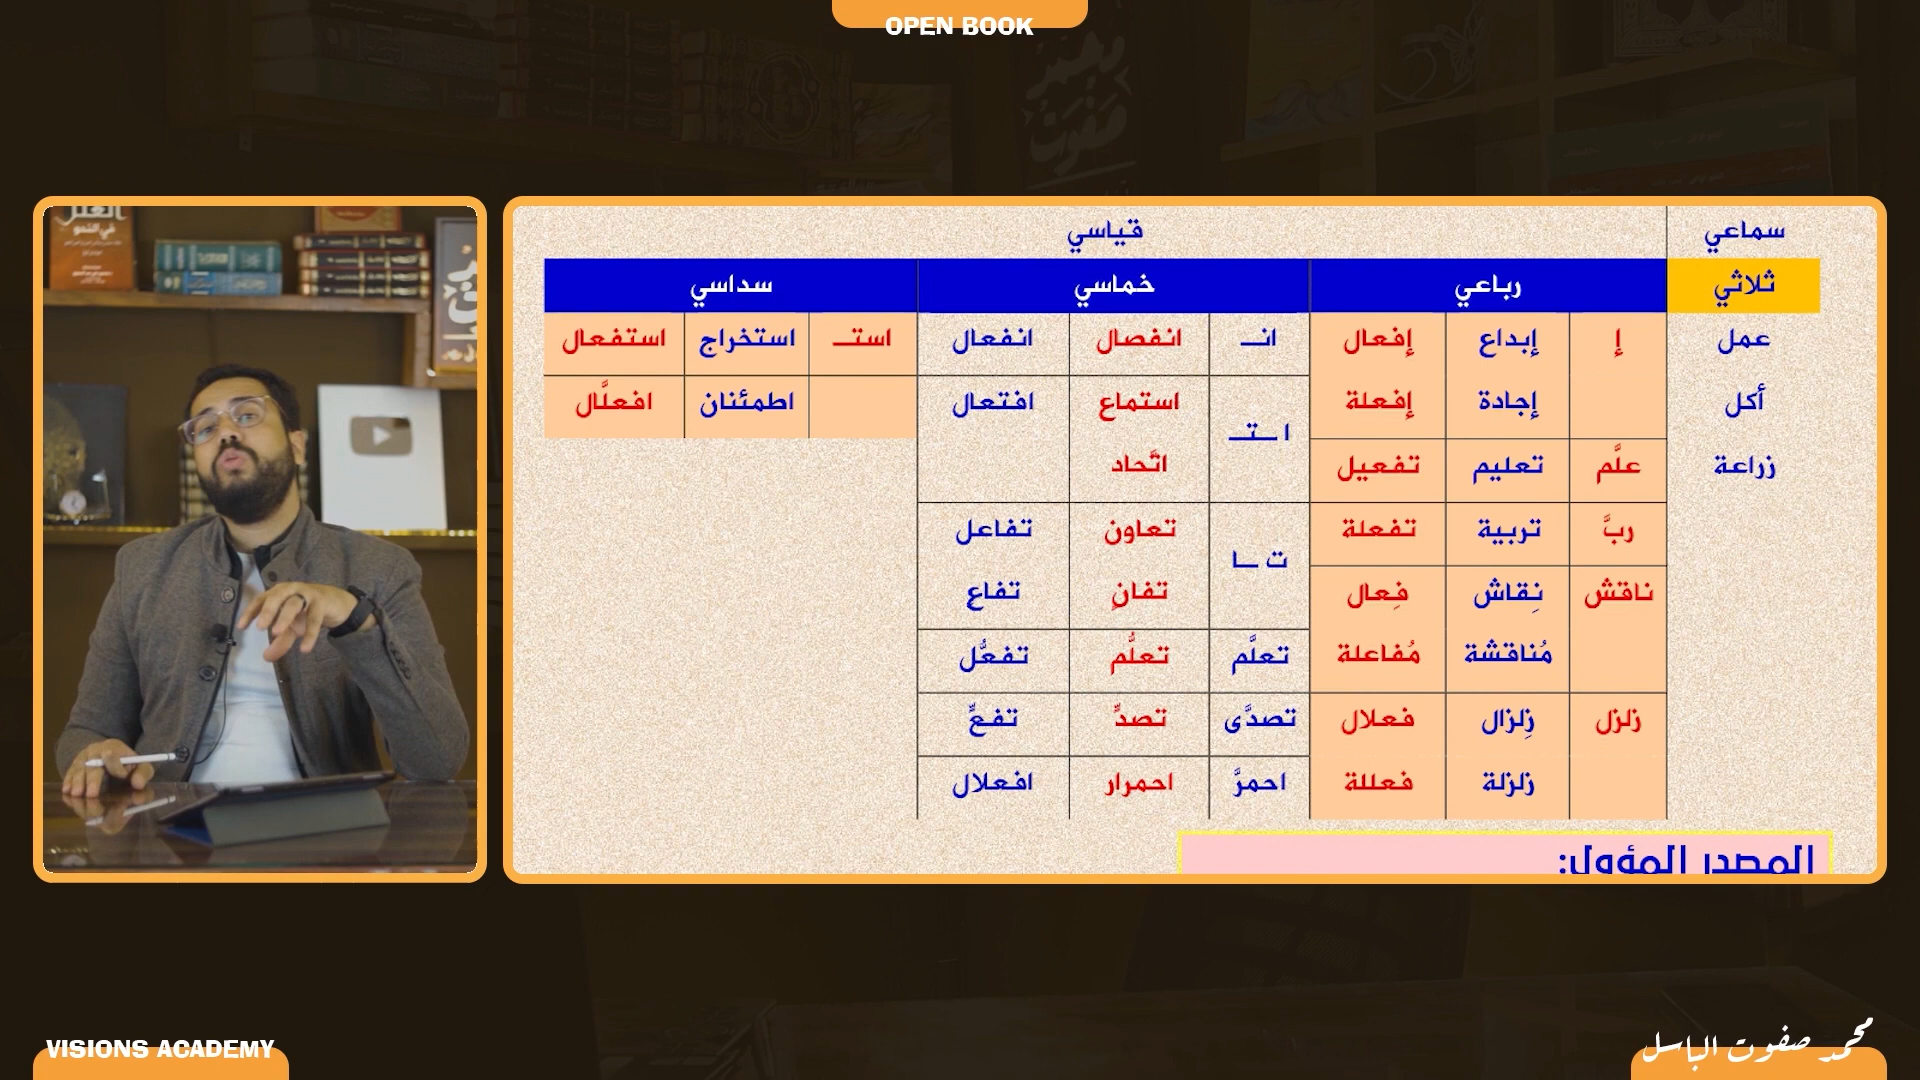 OPEN BOOK
سماعي قياسي
ثلاثي رباعي خماسي سداسي
عمل إ إبداع إفعال انـ انفصال انفعال استـ استخراج استفعال
أكل إجادة إفعلة ا ـتـ استماع افتعال اطمئنان افعلَّال
زراعة علَّم تعليم تفعيل اتَّحاد
ربَّ تربية تفعلة ت ـا تعاون تفاعل
ناقش نِقاش فِعال تفانٍ تفاع
مُناقشة مُفاعلة تعلَّم تعلُّم تفعُّل
زلزل زِلزال فعلال تصدَّى تصدٍّ تفعٍّ
زلزلة فعللة احمرَّ احمرار افعلال
المصدر المؤول:
VISIONS ACADEMY
محمد صفوت الباسل